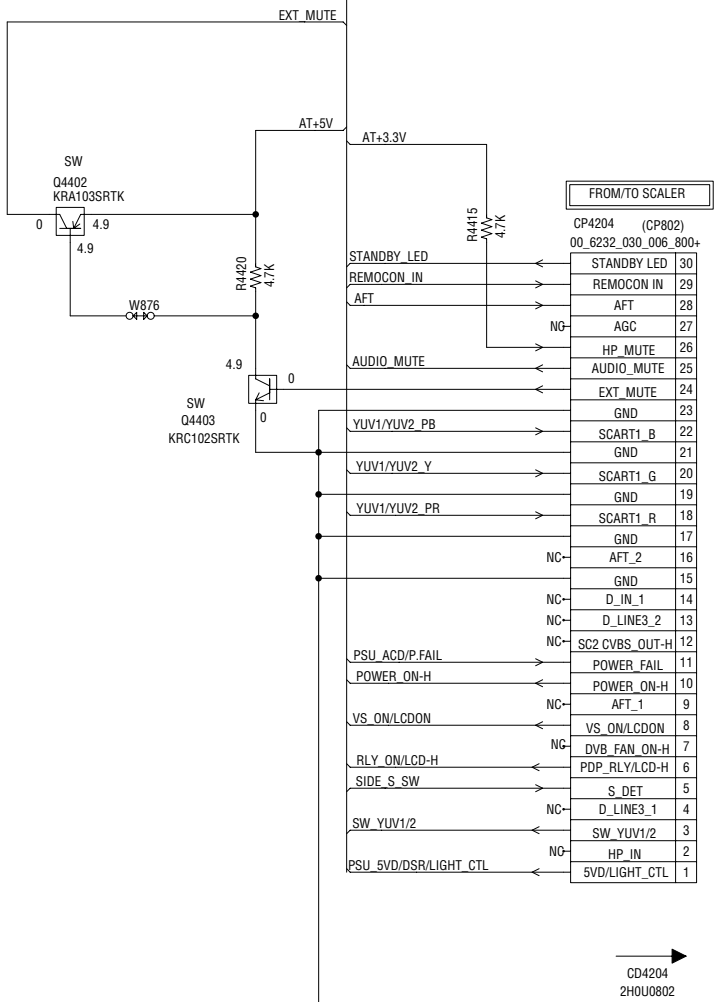 EXT_MUTE
AT+5V
AT+3.3V
SW
Q4402
KRA103SRTK
0
4.9
4.9
R4415
4.7K
R4420
4.7K
W876
4.9
0
0
SW
Q4403
KRC102SRTK
FROM/TO SCALER
CP4204 (CP802)
00_6232_030_006_800+
STANDBY_LED STANDBY LED 30
REMOCON_IN REMOCON IN 29
AFT AFT 28
NC AGC 27
HP_MUTE 26
AUDIO_MUTE AUDIO_MUTE 25
EXT_MUTE 24
GND 23
YUV1/YUV2_PB SCART1_B 22
GND 21
YUV1/YUV2_Y SCART1_G 20
GND 19
YUV1/YUV2_PR SCART1_R 18
GND 17
NC AFT_2 16
GND 15
NC D_IN_1 14
NC D_LINE3_2 13
NC SC2 CVBS_OUT-H 12
PSU_ACD/P.FAIL POWER_FAIL 11
POWER_ON-H POWER_ON-H 10
NC AFT_1 9
VS_ON/LCDON VS_ON/LCDON 8
NC DVB_FAN_ON-H 7
RLY_ON/LCD-H PDP_RLY/LCD-H 6
SIDE_S_SW S_DET 5
NC D_LINE3_1 4
SW_YUV1/2 SW_YUV1/2 3
NC HP_IN 2
PSU_5VD/DSR/LIGHT_CTL 5VD/LIGHT_CTL 1
CD4204
2H0U0802